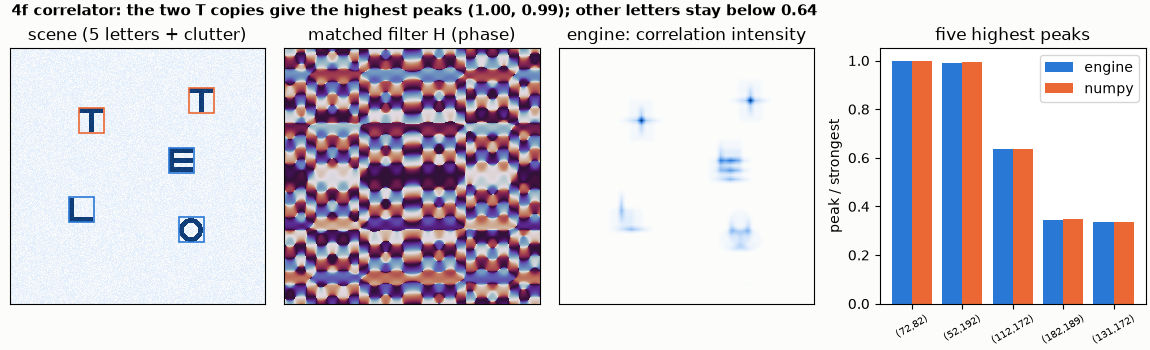 4f correlator: the two T copies give the highest peaks (1.00, 0.99); other letters stay below 0.64
scene (5 letters + clutter)
T
T
E
L
O
matched filter H (phase)
engine: correlation intensity
five highest peaks
peak / strongest
1.0
0.8
0.6
0.4
0.2
0.0
engine
numpy
(72,82)
(52,192)
(112,172)
(182,189)
(131,172)